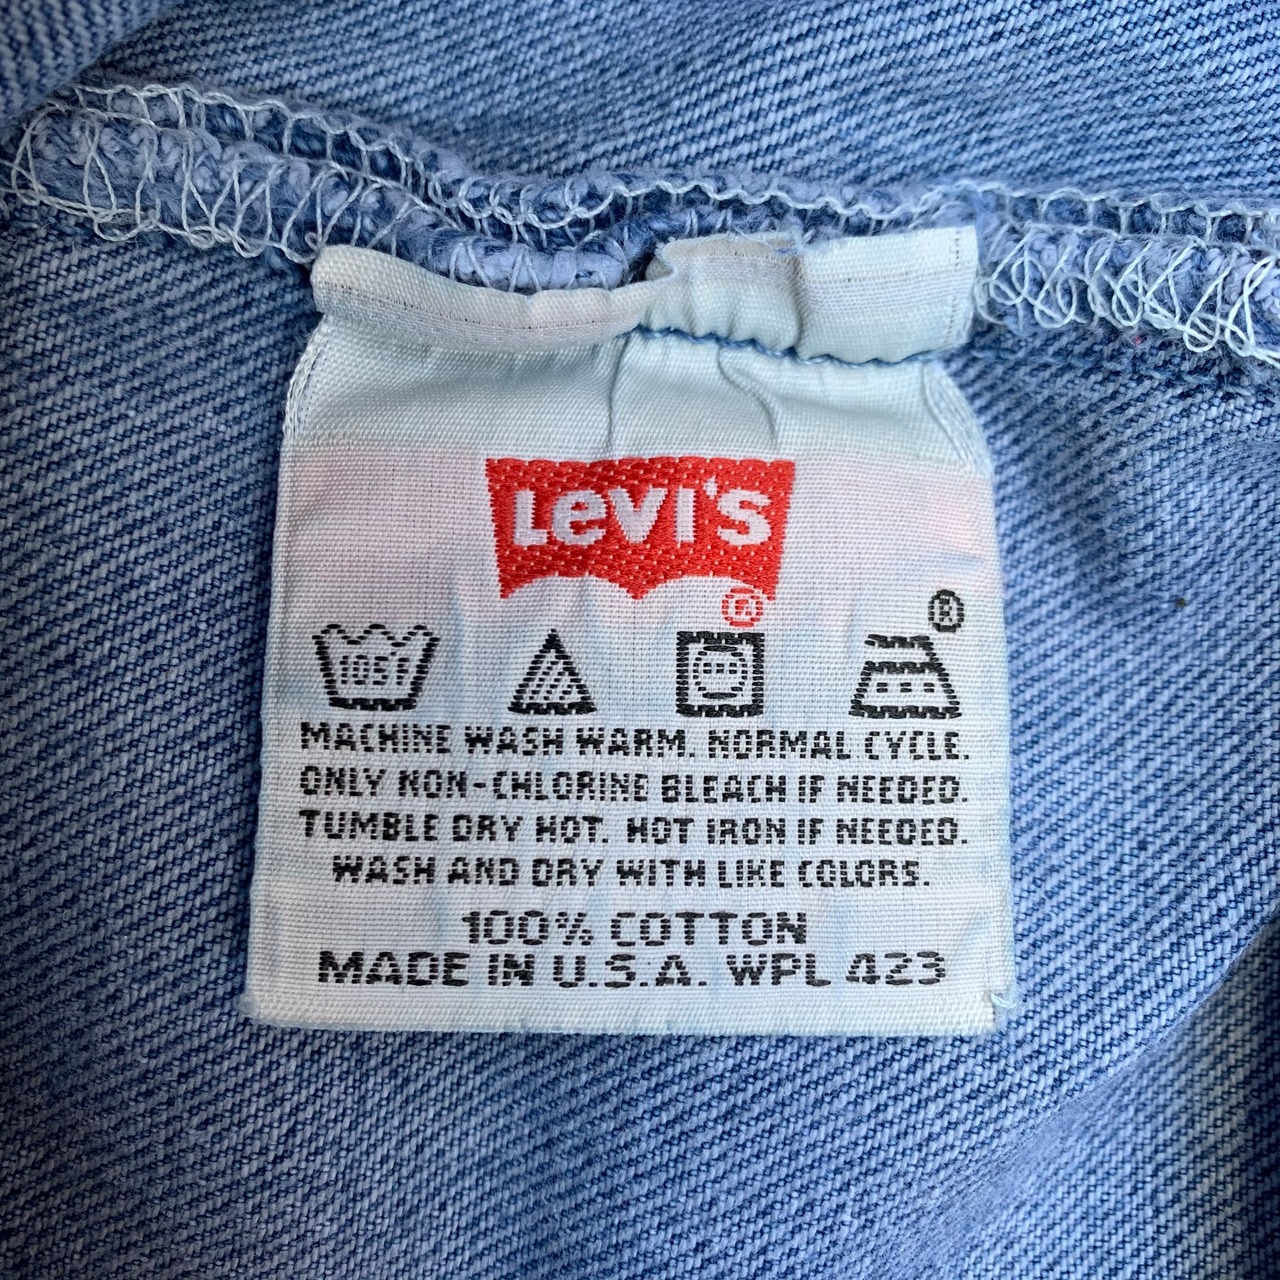 Levi's
®
®
105F
MACHINE WASH WARM. NORMAL CYCLE.
ONLY NON-CHLORINE BLEACH IF NEEDED.
TUMBLE DRY HOT. HOT IRON IF NEEDED.
WASH AND DRY WITH LIKE COLORS.
100% COTTON
MADE IN U.S.A. WPL 423